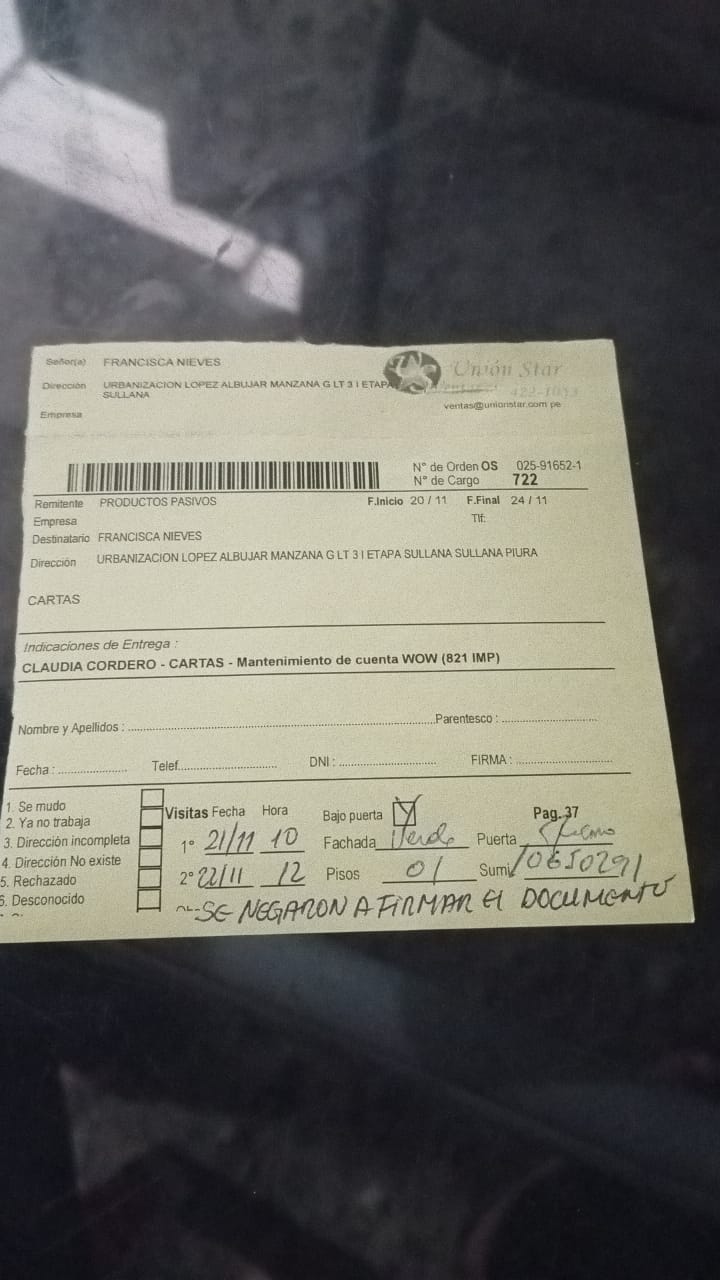 Señor(a) FRANCISCA NIEVES
Dirección URBANIZACION LOPEZ ALBUJAR MANZANA G LT 3 I ETAPA
SULLANA
Empresa
Unión Star
422-1013
ventas@unionstar.com.pe
N° de Orden OS 025-91652-1
N° de Cargo 722
Remitente PRODUCTOS PASIVOS F.Inicio 20 / 11 F.Final 24 / 11
Empresa Tlf:
Destinatario FRANCISCA NIEVES
Dirección URBANIZACION LOPEZ ALBUJAR MANZANA G LT 3 I ETAPA SULLANA SULLANA PIURA
CARTAS
Indicaciones de Entrega :
CLAUDIA CORDERO - CARTAS - Mantenimiento de cuenta WOW (821 IMP)
Nombre y Apellidos : Parentesco :
Fecha : Telef. DNI : FIRMA :
1. Se mudo
2. Ya no trabaja
3. Dirección incompleta
4. Dirección No existe
5. Rechazado
6. Desconocido
Visitas Fecha Hora Bajo puerta Pag. 37
1° 21/11 10 Fachada Verde Puerta
2° 22/11 12 Pisos 01 Sumi 10650291
SE NEGARON A FIRMAR El DOCUMENTO